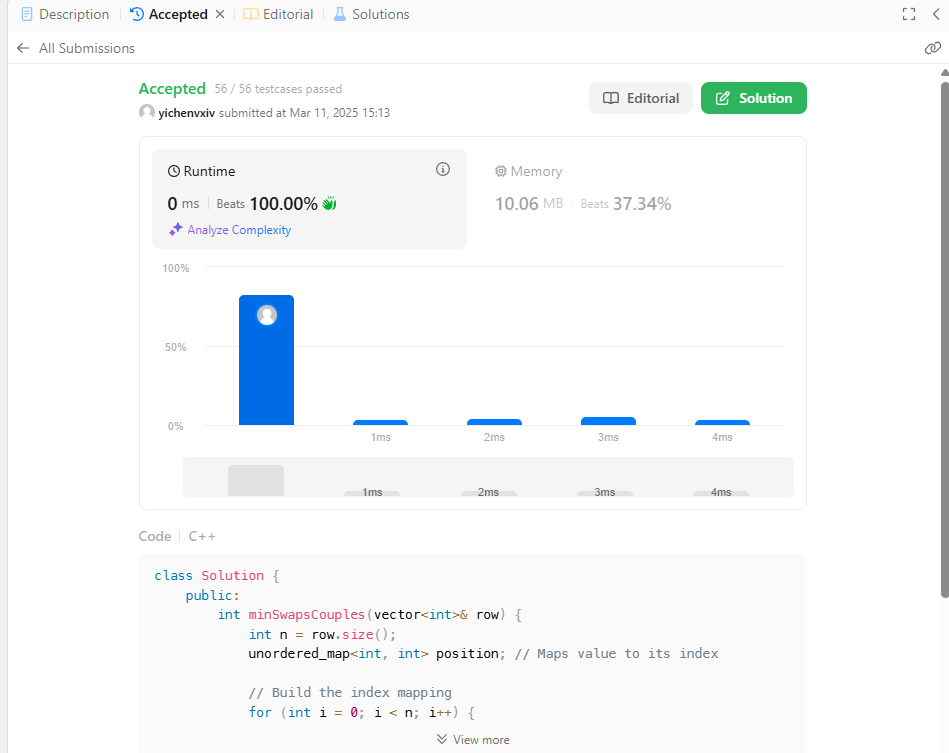 Description Accepted Editorial Solutions
All Submissions
Accepted 56 / 56 testcases passed
yichenvxiv submitted at Mar 11, 2025 15:13
Editorial Solution
Runtime
0 ms Beats 100.00%
Analyze Complexity
Memory
10.06 MB Beats 37.34%
100%
50%
0%
1ms 2ms 3ms 4ms
1ms 2ms 3ms 4ms
Code C++
class Solution {
public:
int minSwapsCouples(vector<int>& row) {
int n = row.size();
unordered_map<int, int> position; // Maps value to its index
// Build the index mapping
for (int i = 0; i < n; i++) {
View more